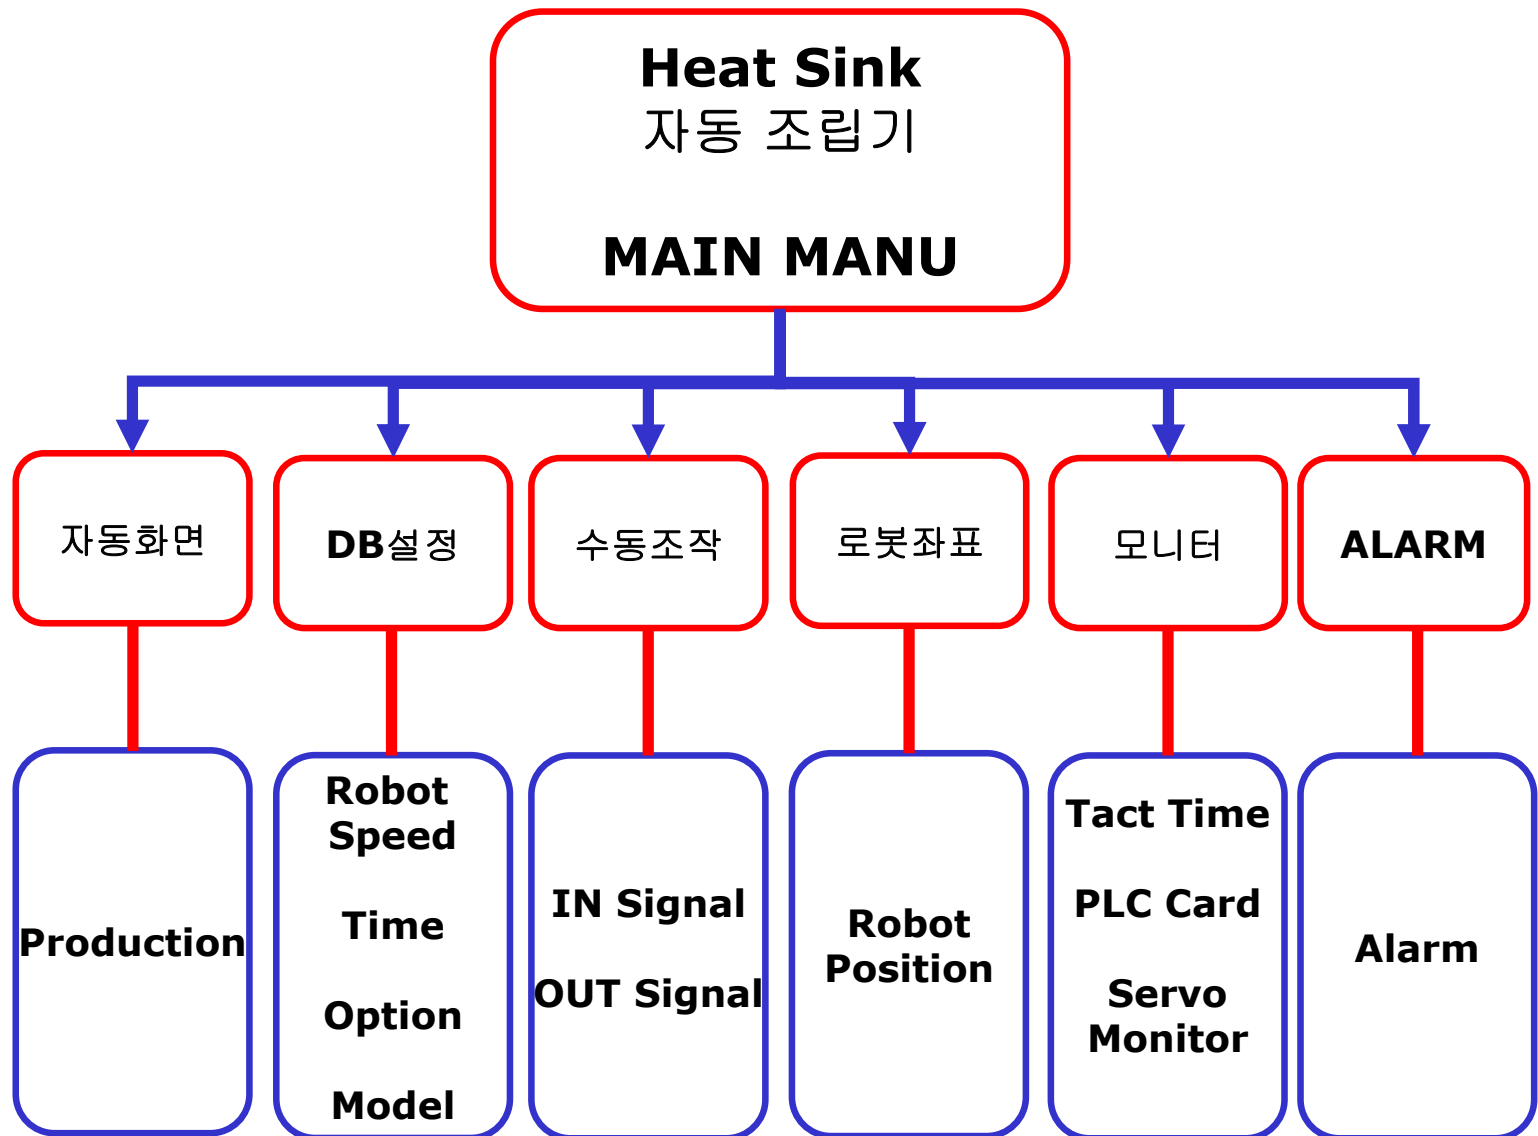 Heat Sink
자동 조립기
MAIN MANU
자동화면
DB설정
수동조작
로봇좌표
모니터
ALARM
Production
Robot
Speed
Time
Option
Model
IN Signal
OUT Signal
Robot
Position
Tact Time
PLC Card
Servo
Monitor
Alarm